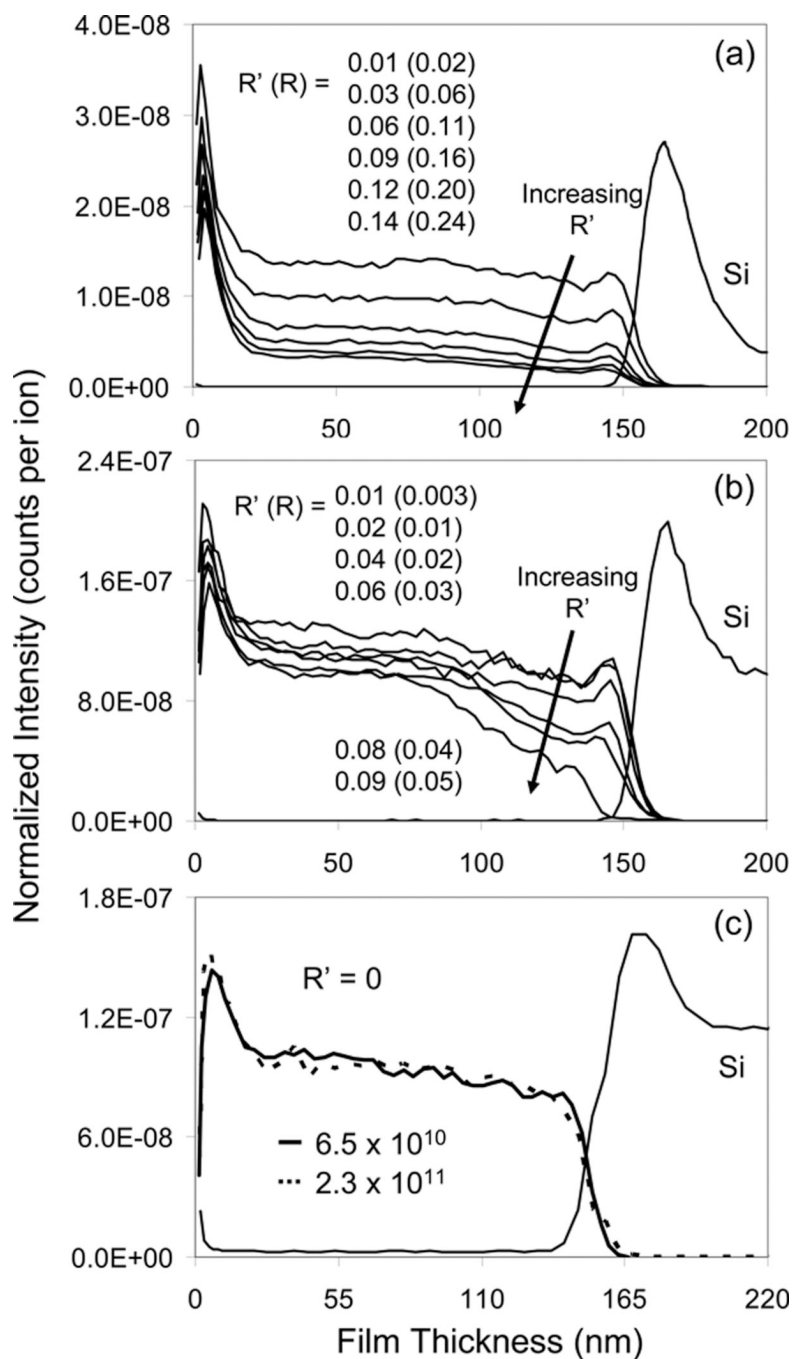 Normalized Intensity (counts per ion)
4.0E-08
3.0E-08
2.0E-08
1.0E-08
0.0E+00
(a)
R' (R) =
0.01 (0.02)
0.03 (0.06)
0.06 (0.11)
0.09 (0.16)
0.12 (0.20)
0.14 (0.24)
Increasing
R'
Si
0 50 100 150 200
2.4E-07
1.6E-07
8.0E-08
0.0E+00
(b)
R' (R) =
0.01 (0.003)
0.02 (0.01)
0.04 (0.02)
0.06 (0.03)
Increasing
R'
Si
0.08 (0.04)
0.09 (0.05)
0 50 100 150 200
1.8E-07
1.2E-07
6.0E-08
0.0E+00
(c)
R' = 0
Si
6.5 x 10¹⁰
2.3 x 10¹¹
0 55 110 165 220
Film Thickness (nm)